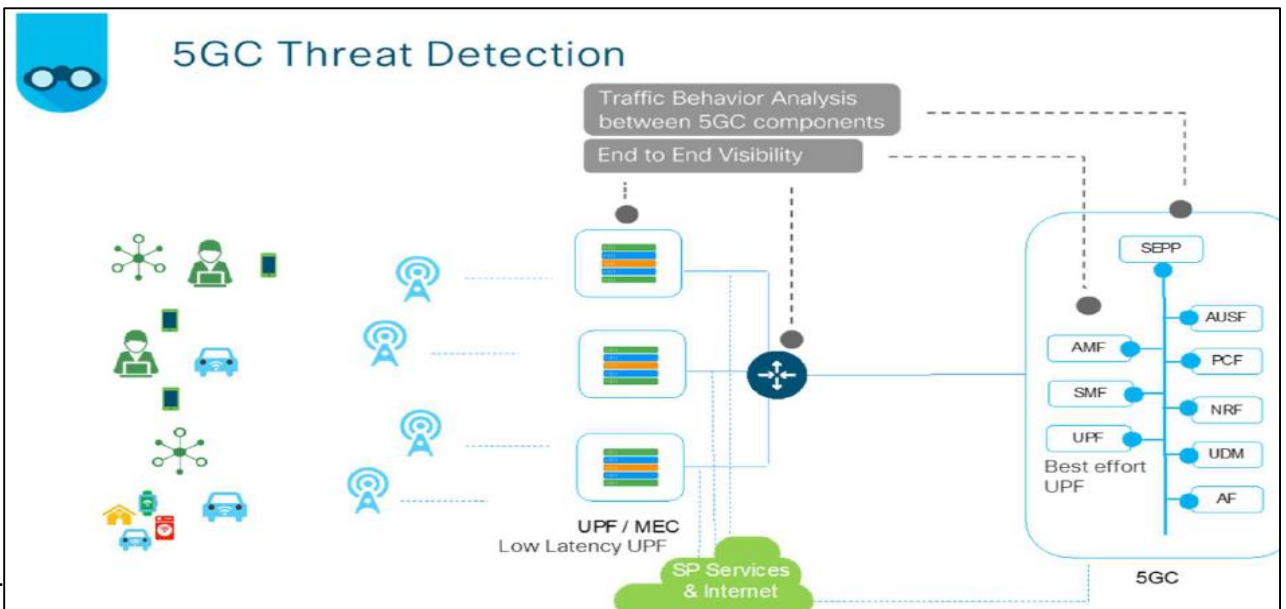 5GC Threat Detection
Traffic Behavior Analysis
between 5GC components
End to End Visibility
SEPP
AUSF
AMF
PCF
SMF
NRF
UPF
UDM
Best effort
UPF
AF
UPF / MEC
Low Latency UPF
SP Services
& Internet
5GC